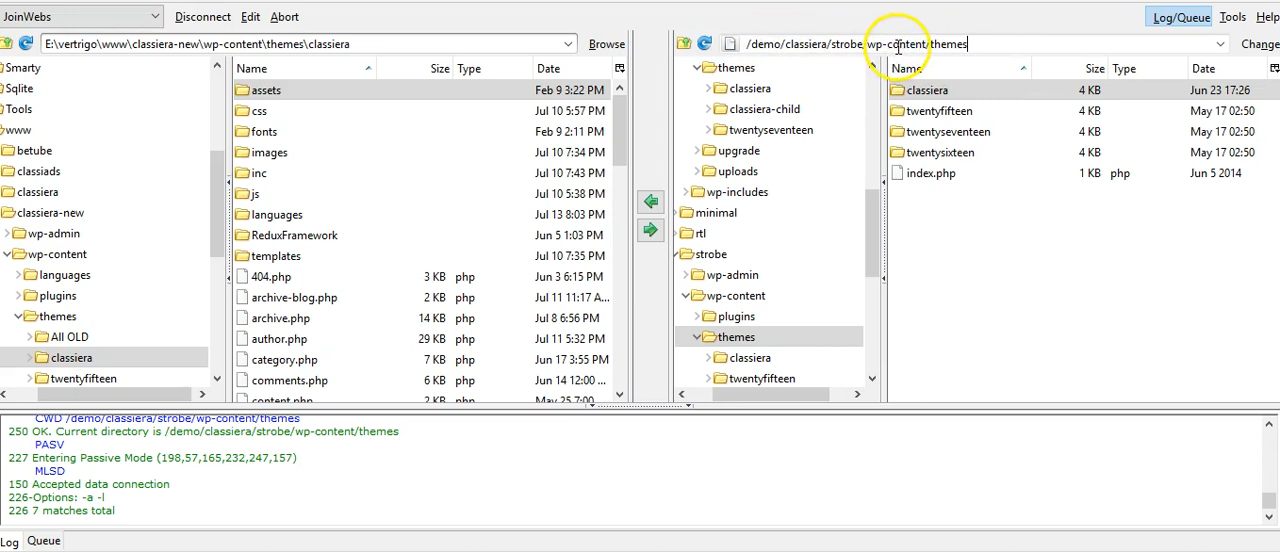 JoinWebs Disconnect Edit Abort Log/Queue Tools Help
E:\vertrigo\www\classiera-new\wp-content\themes\classiera Browse /demo/classiera/strobe/wp-content/themes Change
Smarty
Sqlite
Tools
www
betube
classiads
classiera
classiera-new
wp-admin
wp-content
languages
plugins
themes
All OLD
classiera
twentyfifteen
Name Size Type Date
assets Feb 9 3:22 PM
css Jul 10 5:57 PM
fonts Feb 9 2:11 PM
images Jul 10 7:34 PM
inc Jul 10 7:43 PM
js Jul 10 5:38 PM
languages Jul 13 8:03 PM
ReduxFramework Jun 5 1:03 PM
templates Jul 10 7:35 PM
404.php 3 KB php Jun 3 6:15 PM
archive-blog.php 2 KB php Jul 11 11:17 A...
archive.php 14 KB php Jul 8 6:56 PM
author.php 29 KB php Jul 11 5:32 PM
category.php 7 KB php Jun 17 3:55 PM
comments.php 6 KB php Jun 14 12:00 ...
content.php 2 KB php May 25 7:00
themes
classiera
classiera-child
twentyseventeen
upgrade
uploads
wp-includes
minimal
rtl
strobe
wp-admin
wp-content
plugins
themes
classiera
twentyfifteen
Name Size Type Date
classiera 4 KB Jun 23 17:26
twentyfifteen 4 KB May 17 02:50
twentyseventeen 4 KB May 17 02:50
twentysixteen 4 KB May 17 02:50
index.php 1 KB php Jun 5 2014
CWD /demo/classiera/strobe/wp-content/themes
250 OK. Current directory is /demo/classiera/strobe/wp-content/themes
PASV
227 Entering Passive Mode (198,57,165,232,247,157)
MLSD
150 Accepted data connection
226-Options: -a -l
226 7 matches total
Log Queue